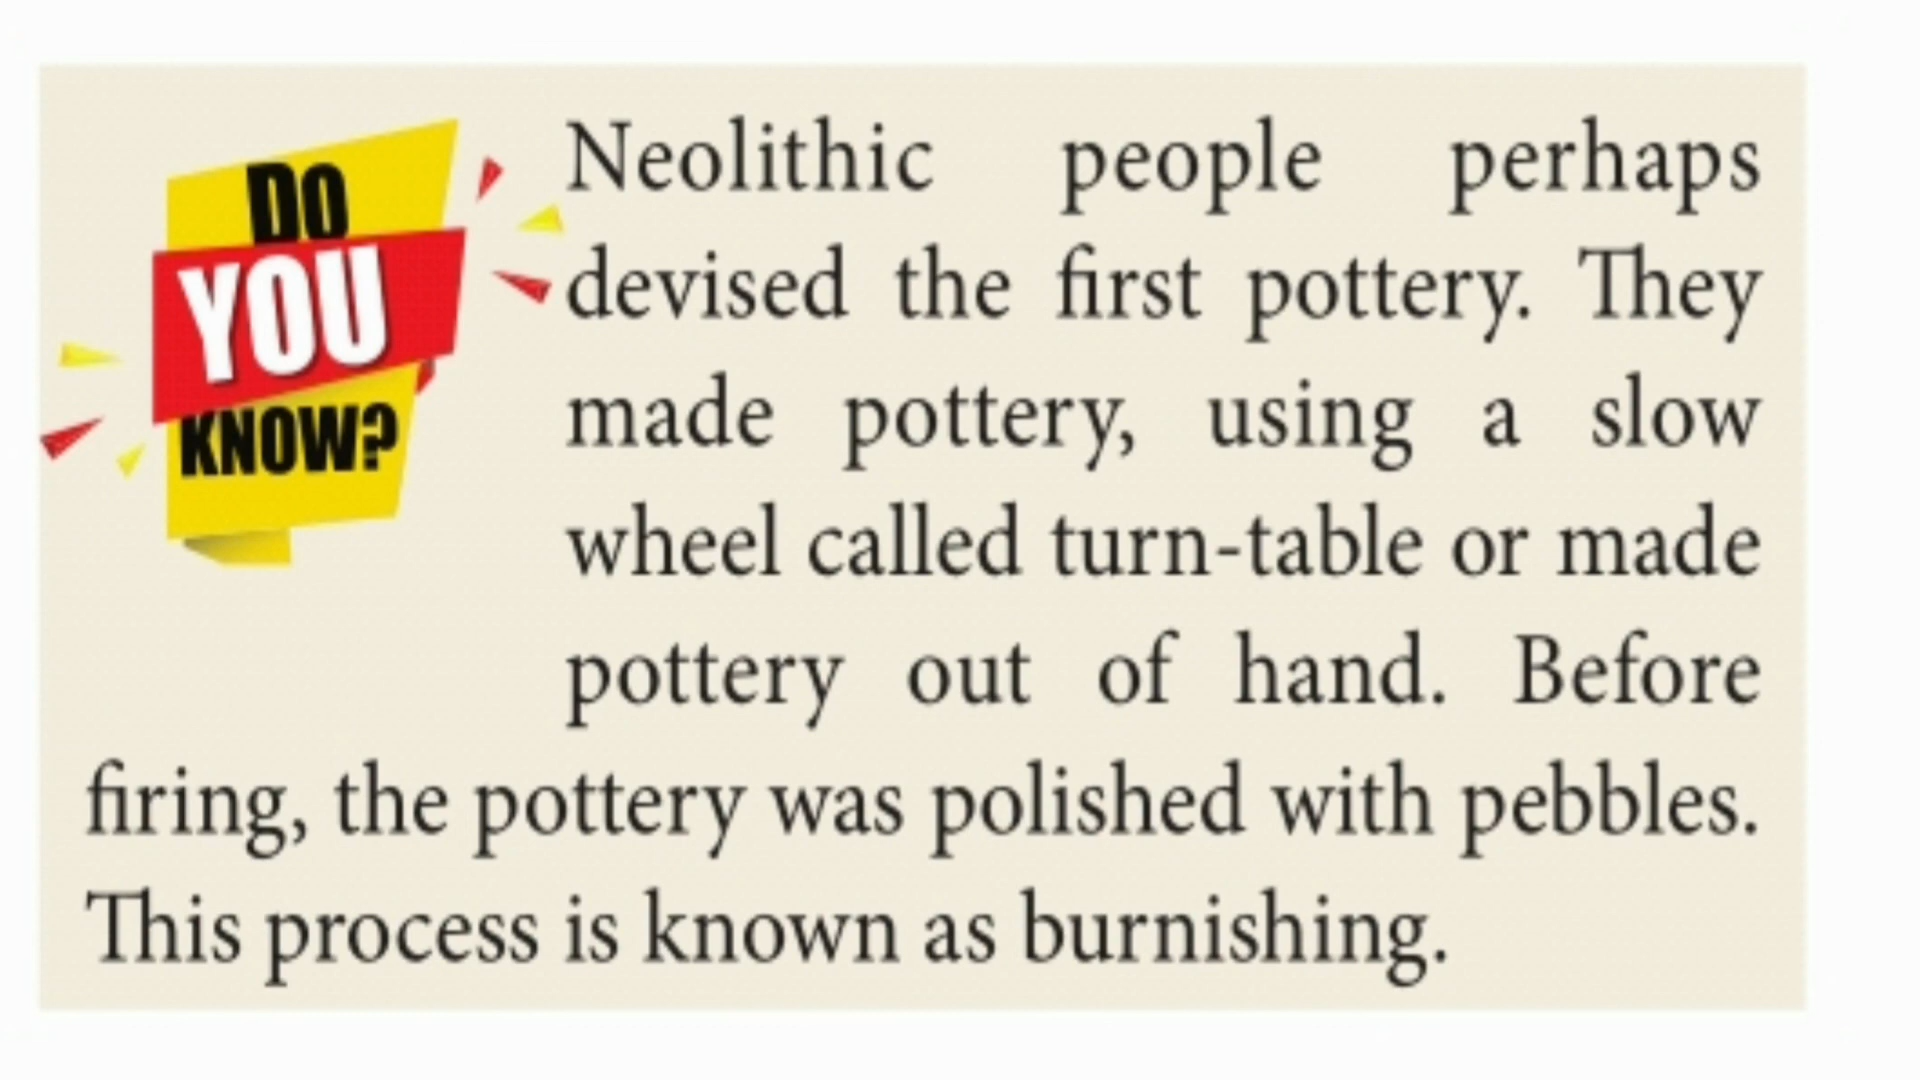 DO
YOU
KNOW?
Neolithic people perhaps
devised the first pottery. They
made pottery, using a slow
wheel called turn-table or made
pottery out of hand. Before
firing, the pottery was polished with pebbles.
This process is known as burnishing.